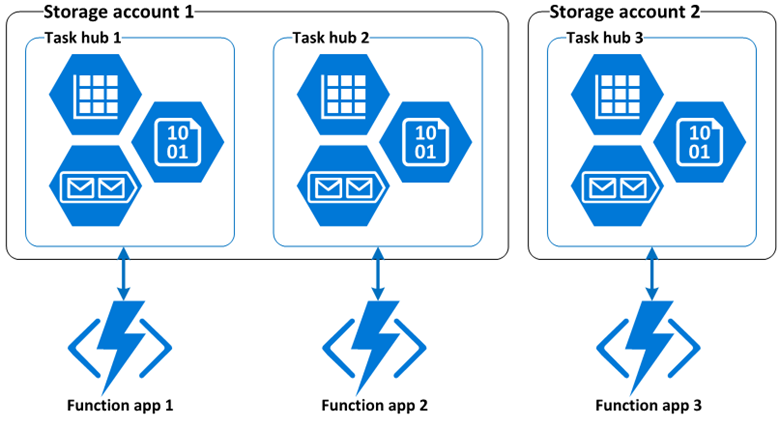 Storage account 1
Storage account 2
Task hub 1
Task hub 2
Task hub 3
10
01
10
01
10
01
Function app 1
Function app 2
Function app 3